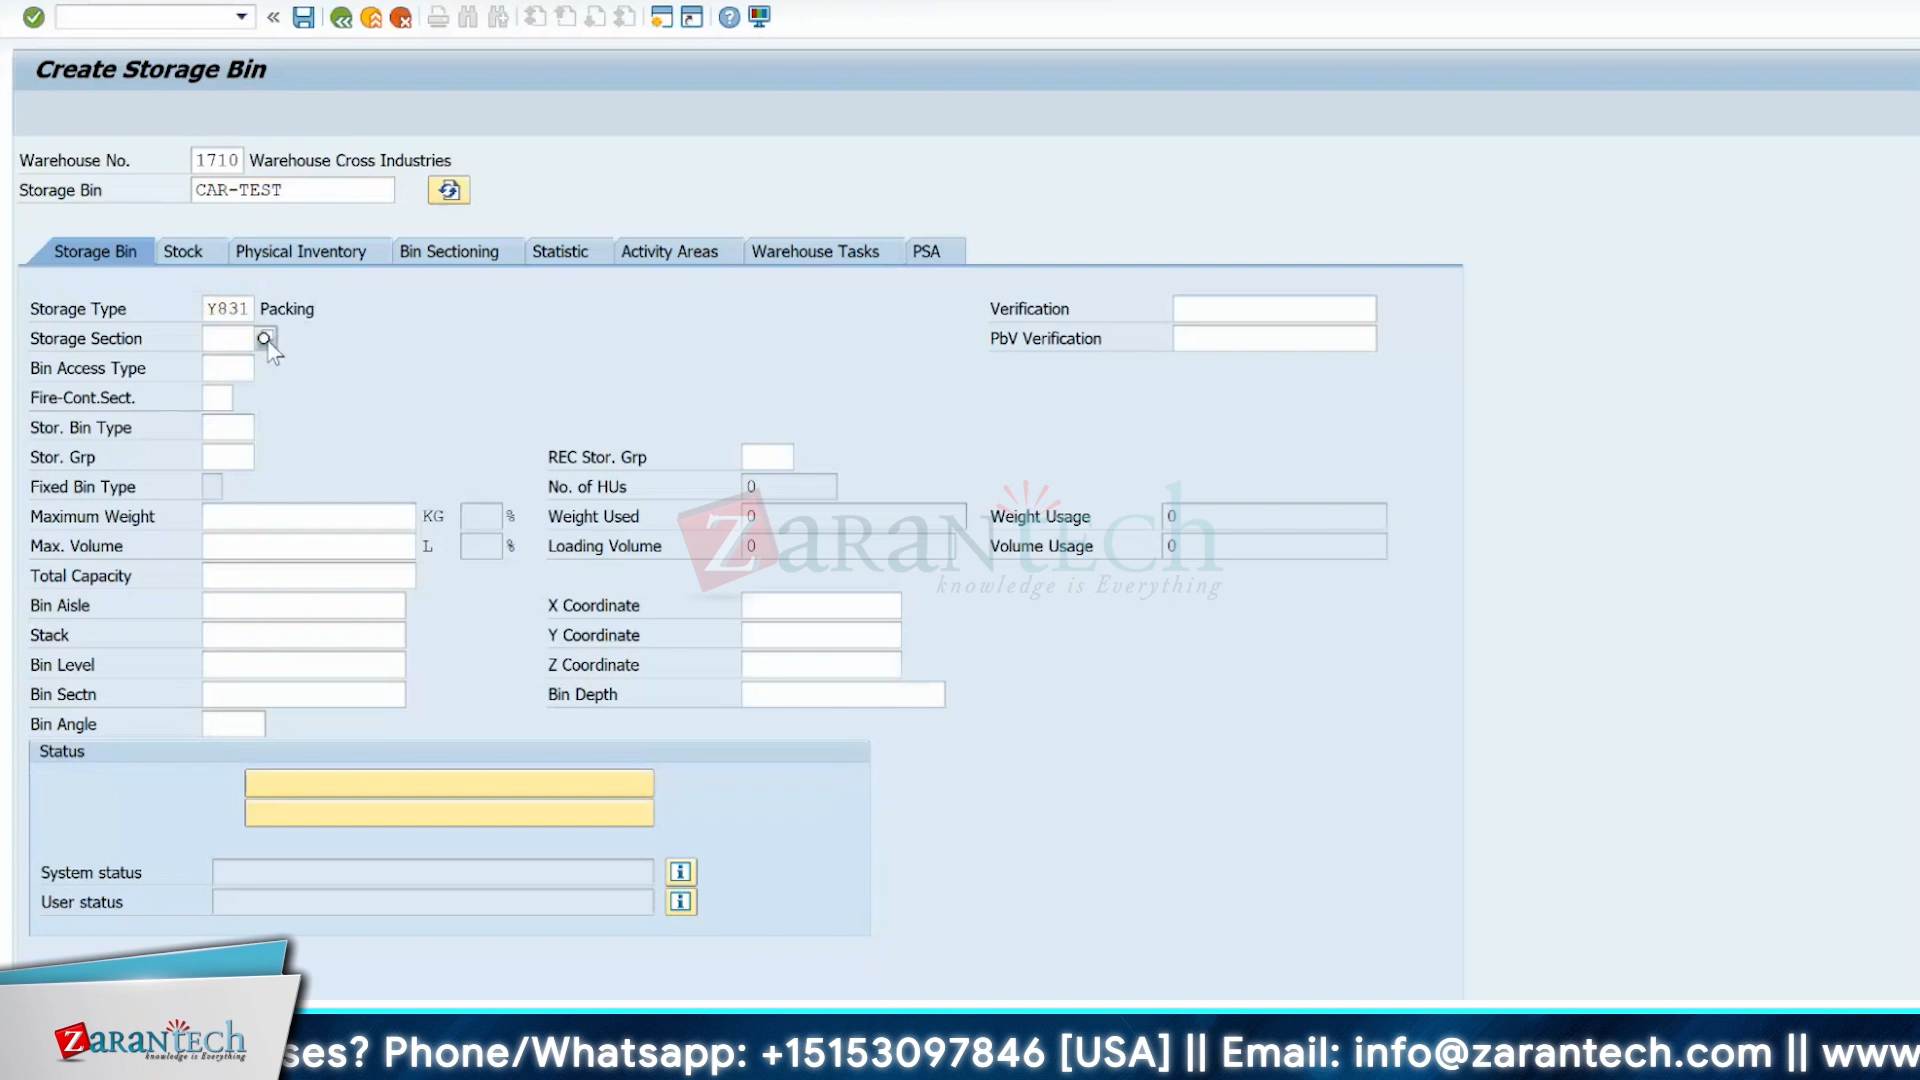 Create Storage Bin
Warehouse No. 1710 Warehouse Cross Industries
Storage Bin CAR-TEST
Storage Bin Stock Physical Inventory Bin Sectioning Statistic Activity Areas Warehouse Tasks PSA
Storage Type Y831 Packing Verification
Storage Section PbV Verification
Bin Access Type
Fire-Cont.Sect.
Stor. Bin Type
Stor. Grp REC Stor. Grp
Fixed Bin Type No. of HUs 0
Maximum Weight KG % Weight Used 0 Weight Usage 0
Max. Volume L % Loading Volume 0 Volume Usage 0
Total Capacity
Bin Aisle X Coordinate
Stack Y Coordinate
Bin Level Z Coordinate
Bin Sectn Bin Depth
Bin Angle
Status
System status
User status
ZARANTECH
knowledge is Everything
ZARANTECH
knowledge is Everything
ses? Phone/Whatsapp: +15153097846 [USA] || Email: info@zarantech.com || www